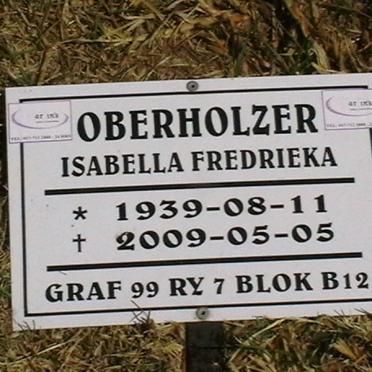 OBERHOLZER
ISABELLA FREDRIEKA
* 1939-08-11
† 2009-05-05
GRAF 99 RY 7 BLOK B12